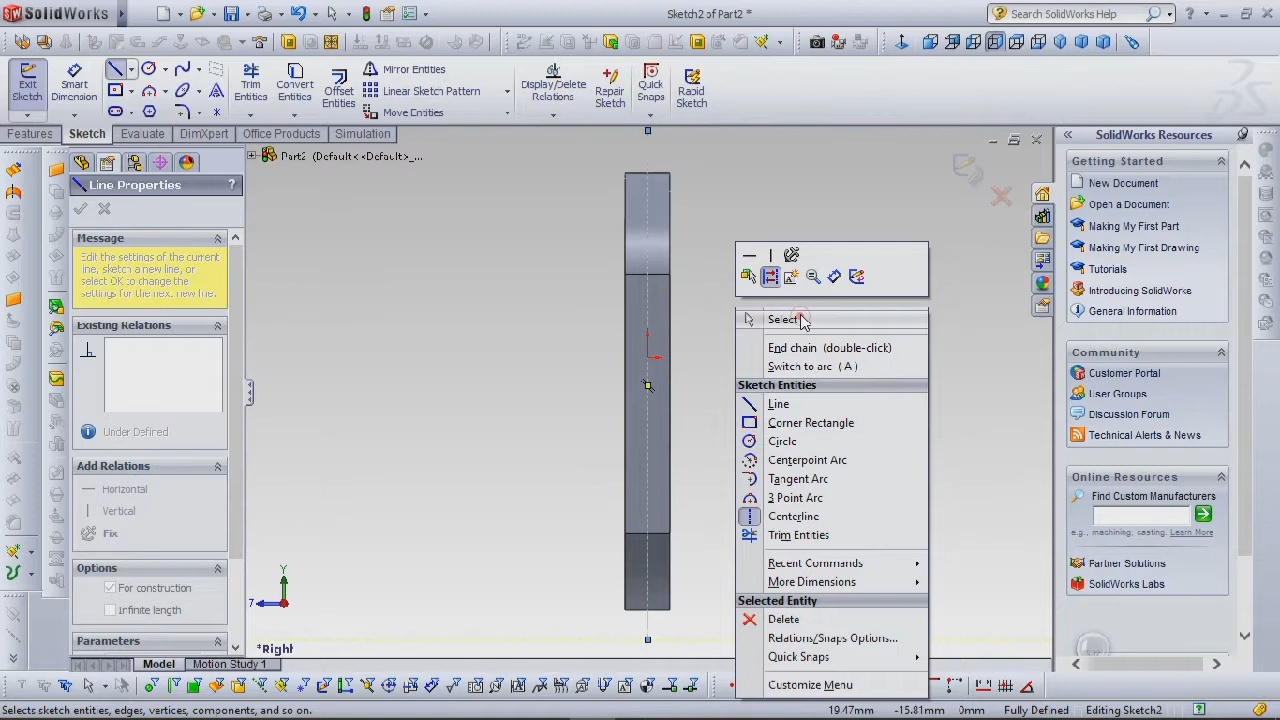 SolidWorks
Sketch2 of Part2 *
Search SolidWorks Help
Exit Sketch
Smart Dimension
Trim Entities
Convert Entities
Offset Entities
Mirror Entities
Linear Sketch Pattern
Move Entities
Display/Delete Relations
Repair Sketch
Quick Snaps
Rapid Sketch
Features
Sketch
Evaluate
DimXpert
Office Products
Simulation
Part2 (Default<<Default>_...
Line Properties
?
Message
Edit the settings of the current
line, sketch a new line, or
select OK to change the
settings for the next new line.
Existing Relations
Under Defined
Add Relations
Horizontal
Vertical
Fix
Options
For construction
Infinite length
Parameters
Select
End chain (double-click)
Switch to arc (A)
Sketch Entities
Line
Corner Rectangle
Circle
Centerpoint Arc
Tangent Arc
3 Point Arc
Centerline
Trim Entities
Recent Commands
More Dimensions
Selected Entity
Delete
Relations/Snaps Options...
Quick Snaps
Customize Menu
Y
*Right
SolidWorks Resources
Getting Started
New Document
Open a Document
Making My First Part
Making My First Drawing
Tutorials
Introducing SolidWorks
General Information
Community
Customer Portal
User Groups
Discussion Forum
Technical Alerts & News
Online Resources
Find Custom Manufacturers
e.g., machining, casting. Learn More
Partner Solutions
SolidWorks Labs
Model
Motion Study 1
Selects sketch entities, edges, vertices, components, and so on.
19.47mm
-15.81mm
0mm
Fully Defined
Editing Sketch2